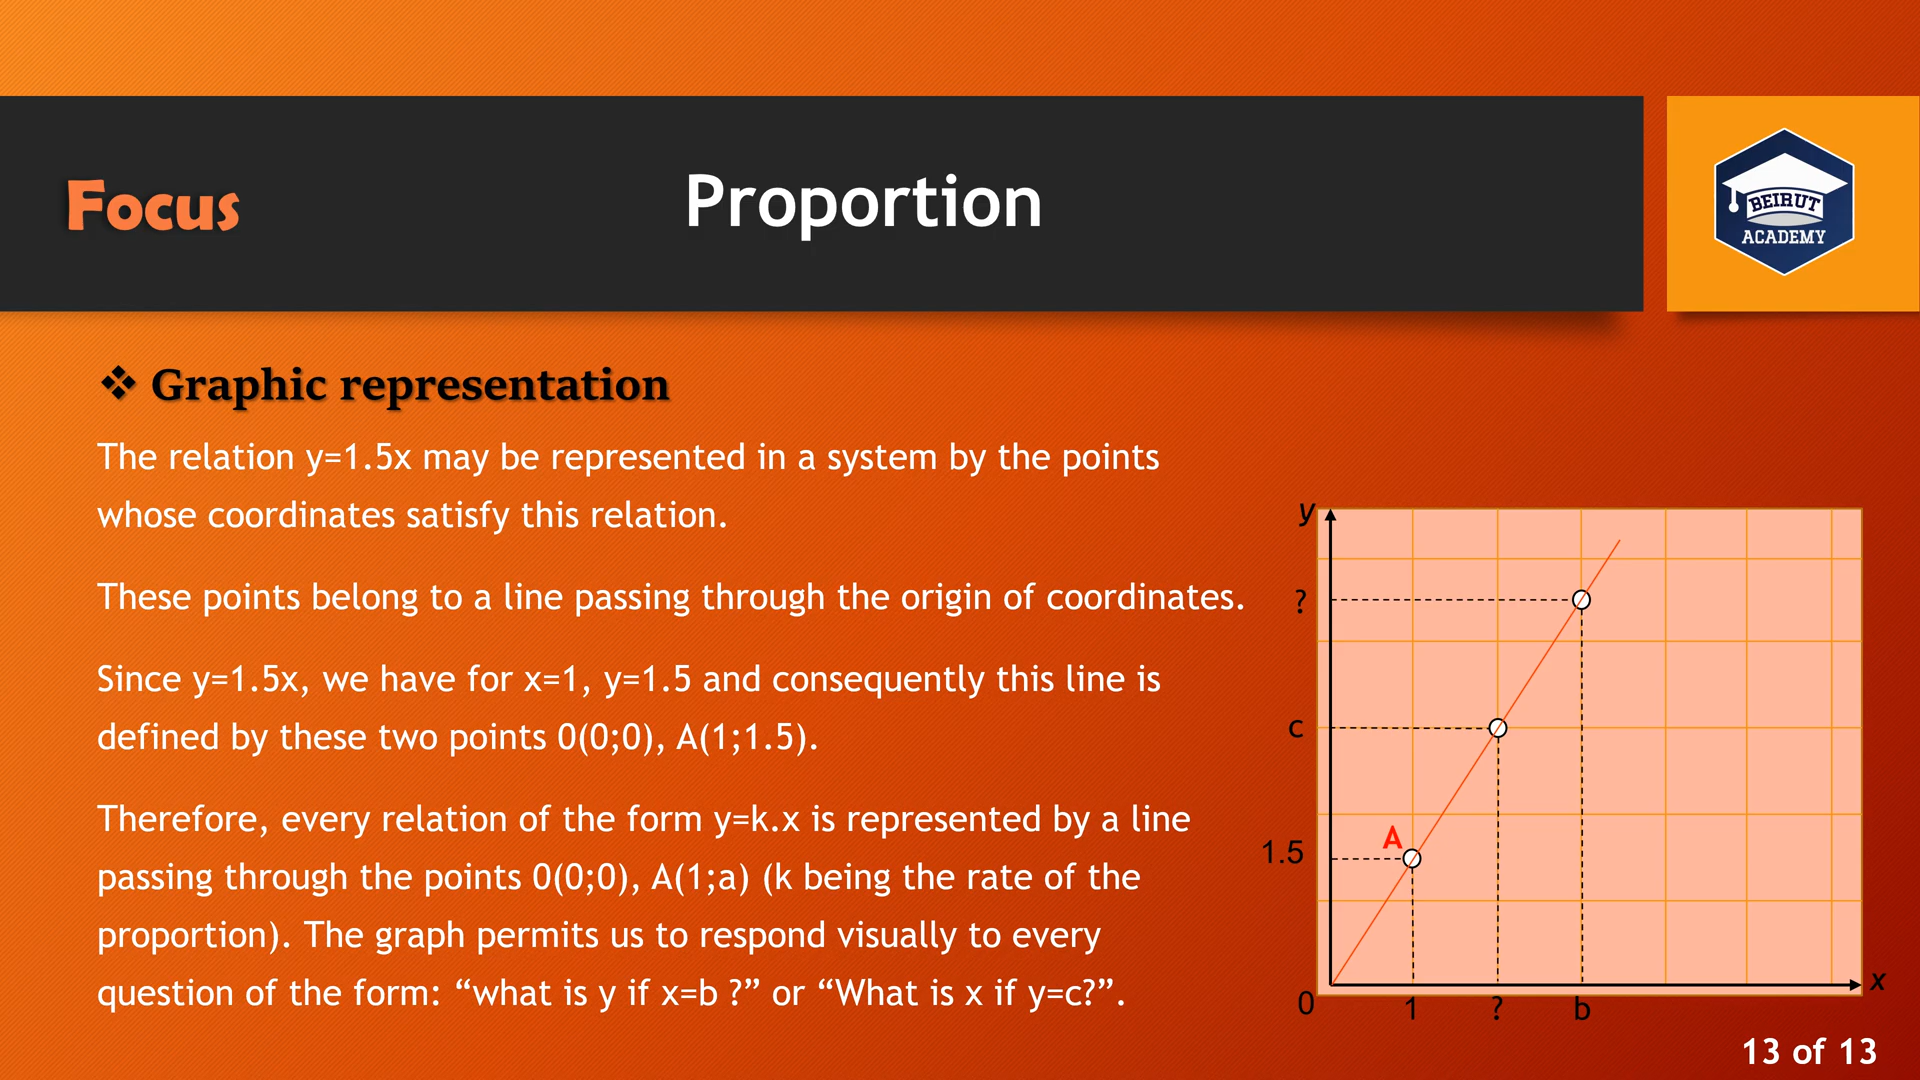 Focus
Proportion
BEIRUT
ACADEMY
❖ Graphic representation
The relation y=1.5x may be represented in a system by the points
whose coordinates satisfy this relation.
These points belong to a line passing through the origin of coordinates.
Since y=1.5x, we have for x=1, y=1.5 and consequently this line is
defined by these two points 0(0;0), A(1;1.5).
Therefore, every relation of the form y=k.x is represented by a line
passing through the points 0(0;0), A(1;a) (k being the rate of the
proportion). The graph permits us to respond visually to every
question of the form: “what is y if x=b ?” or “What is x if y=c?”.
y
?
c
A
1.5
x
0 1 ? b
13 of 13